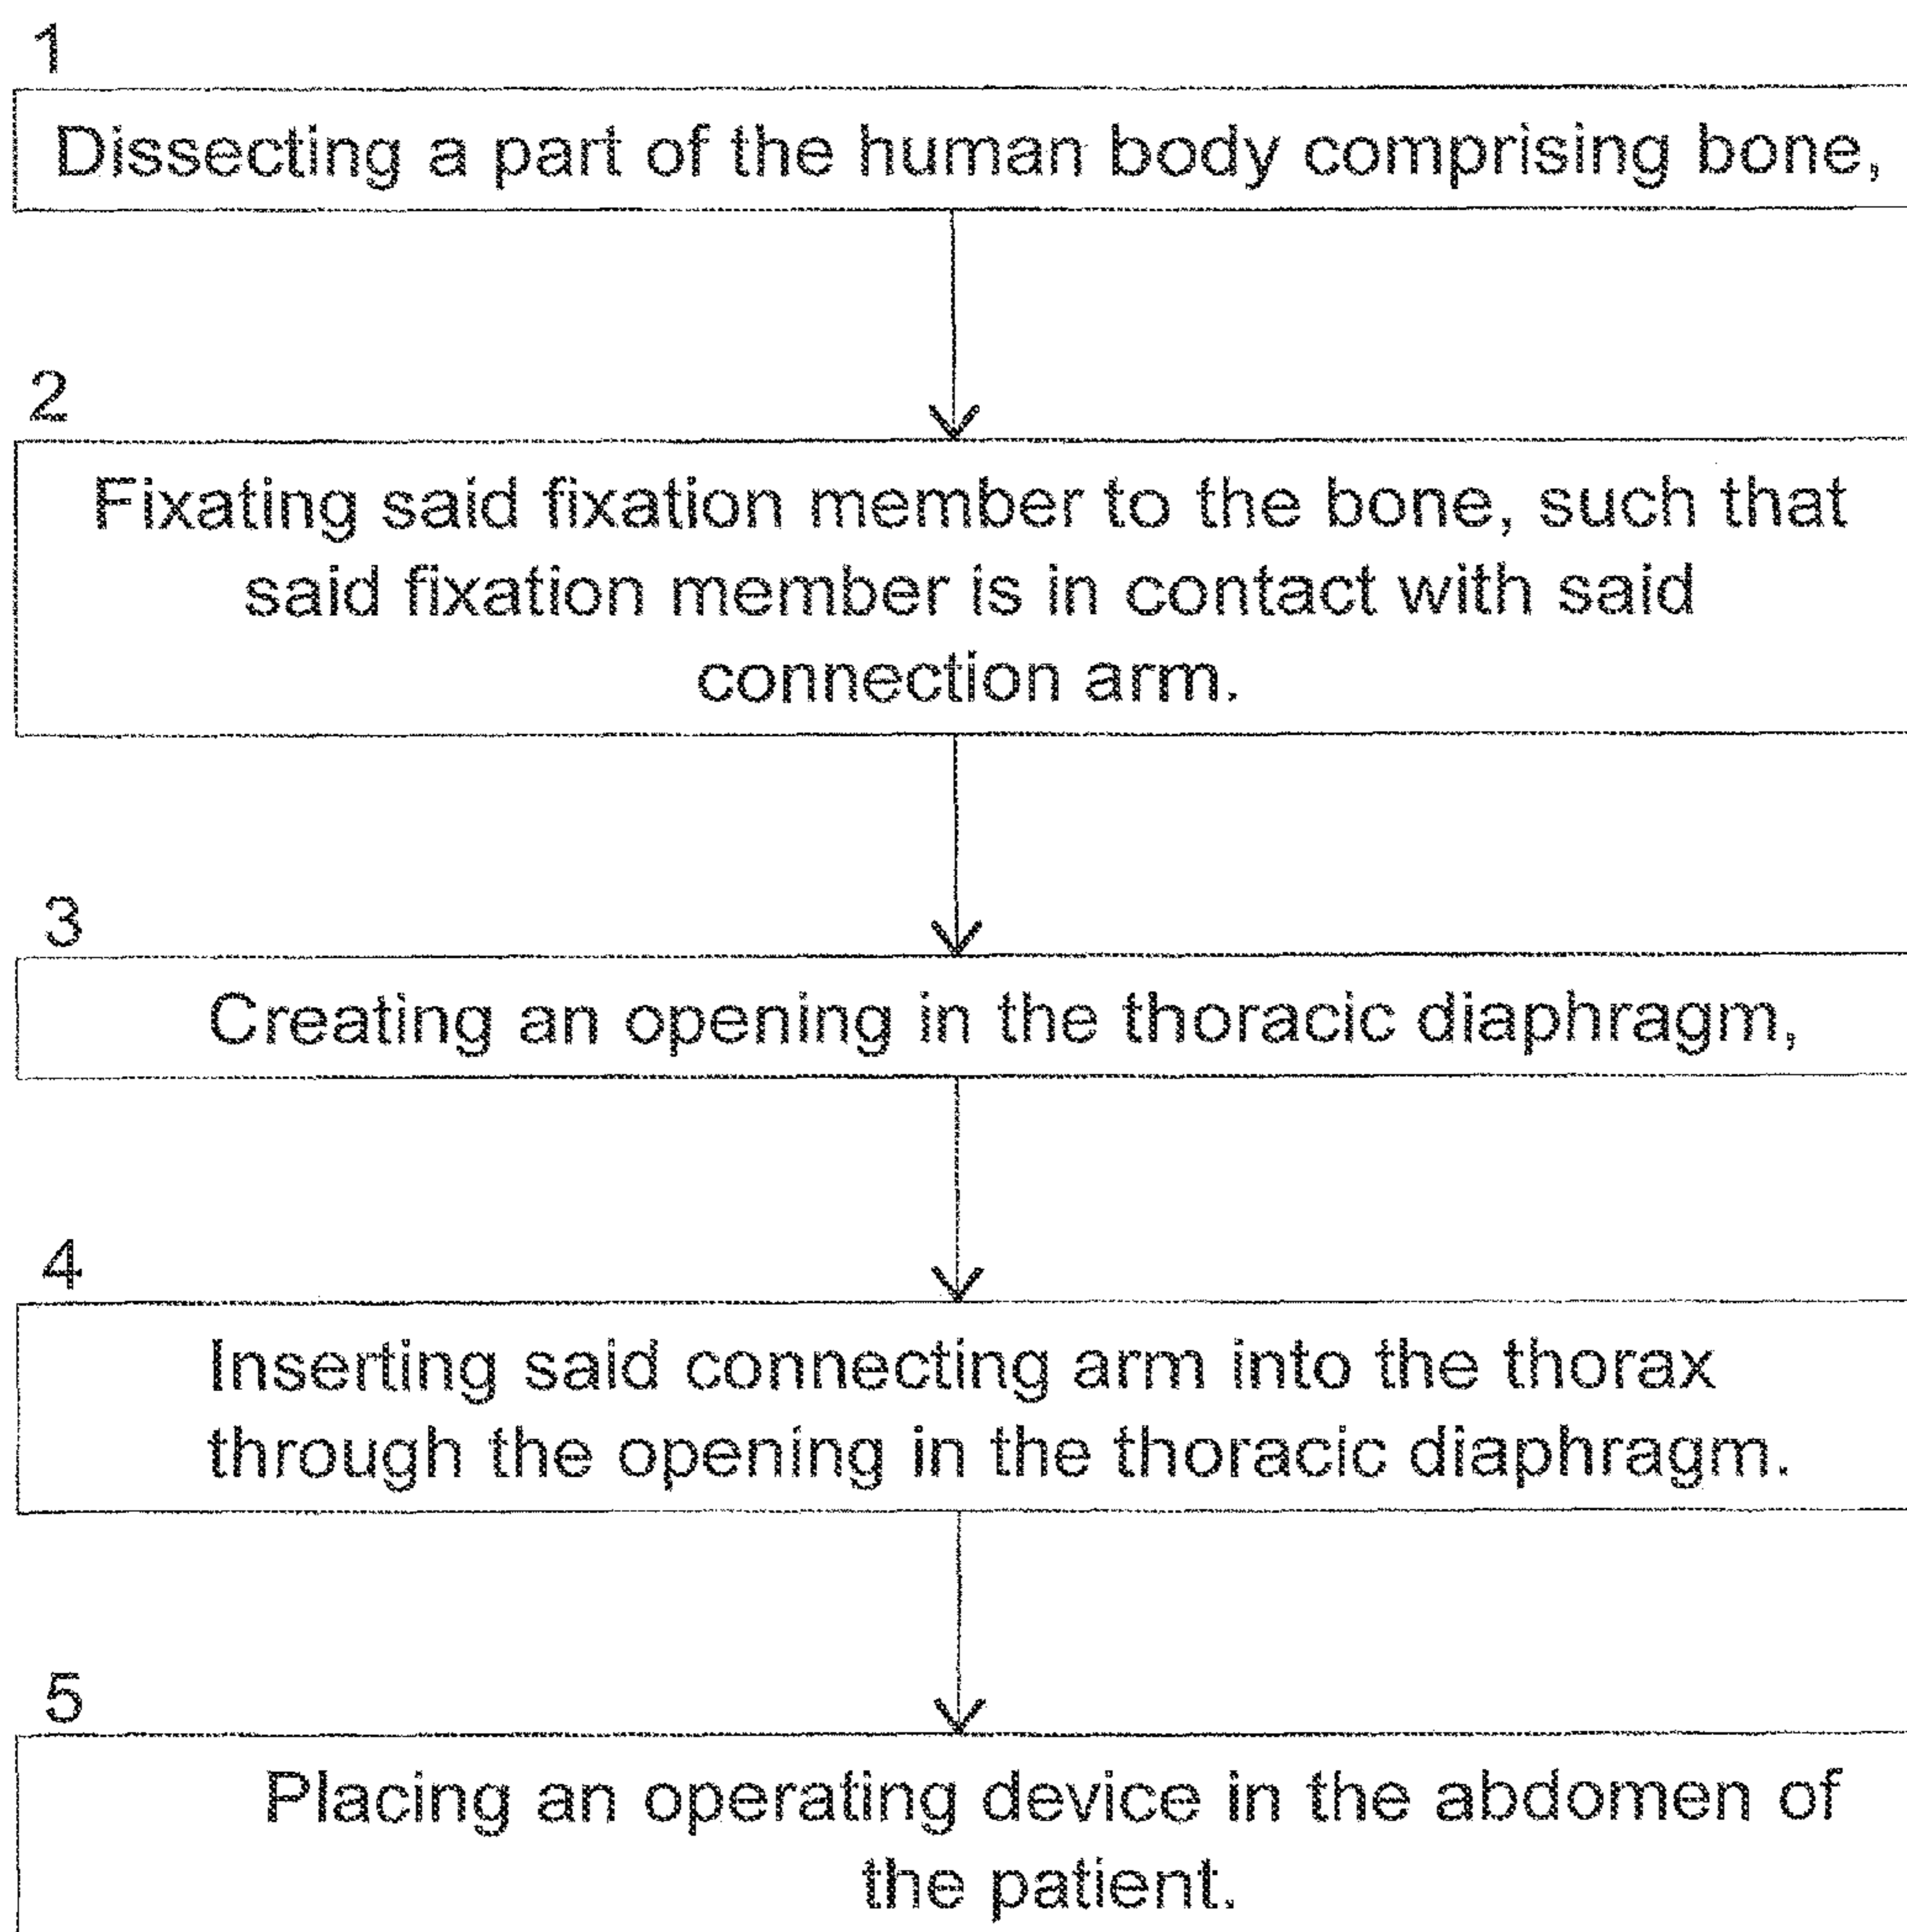 1
Dissecting a part of the human body comprising bone,
2
Fixating said fixation member to the bone, such that
said fixation member is in contact with said
connection arm.
3
Creating an opening in the thoracic diaphragm,
4
Inserting said connecting arm into the thorax
through the opening in the thoracic diaphragm.
5
Placing an operating device in the abdomen of
the patient.